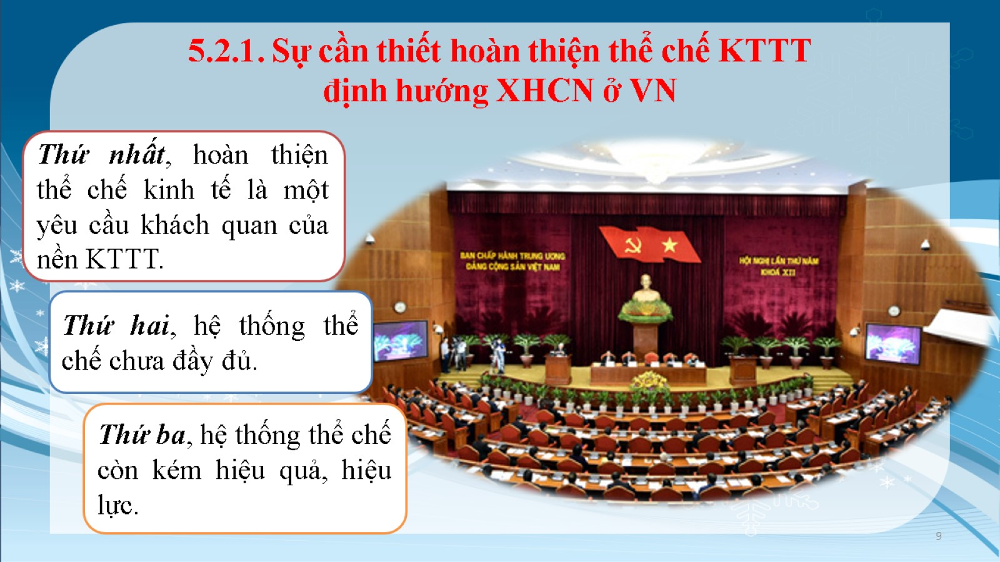 5.2.1. Sự cần thiết hoàn thiện thể chế KTTT
định hướng XHCN ở VN
Thứ nhất, hoàn thiện
thể chế kinh tế là một
yêu cầu khách quan của
nền KTTT.
Thứ hai, hệ thống thể
chế chưa đầy đủ.
Thứ ba, hệ thống thể chế
còn kém hiệu quả, hiệu
lực.
BAN CHẤP HÀNH TRUNG ƯƠNG
ĐẢNG CỘNG SẢN VIỆT NAM
HỘI NGHỊ LẦN THỨ NĂM
KHOÁ XII
9